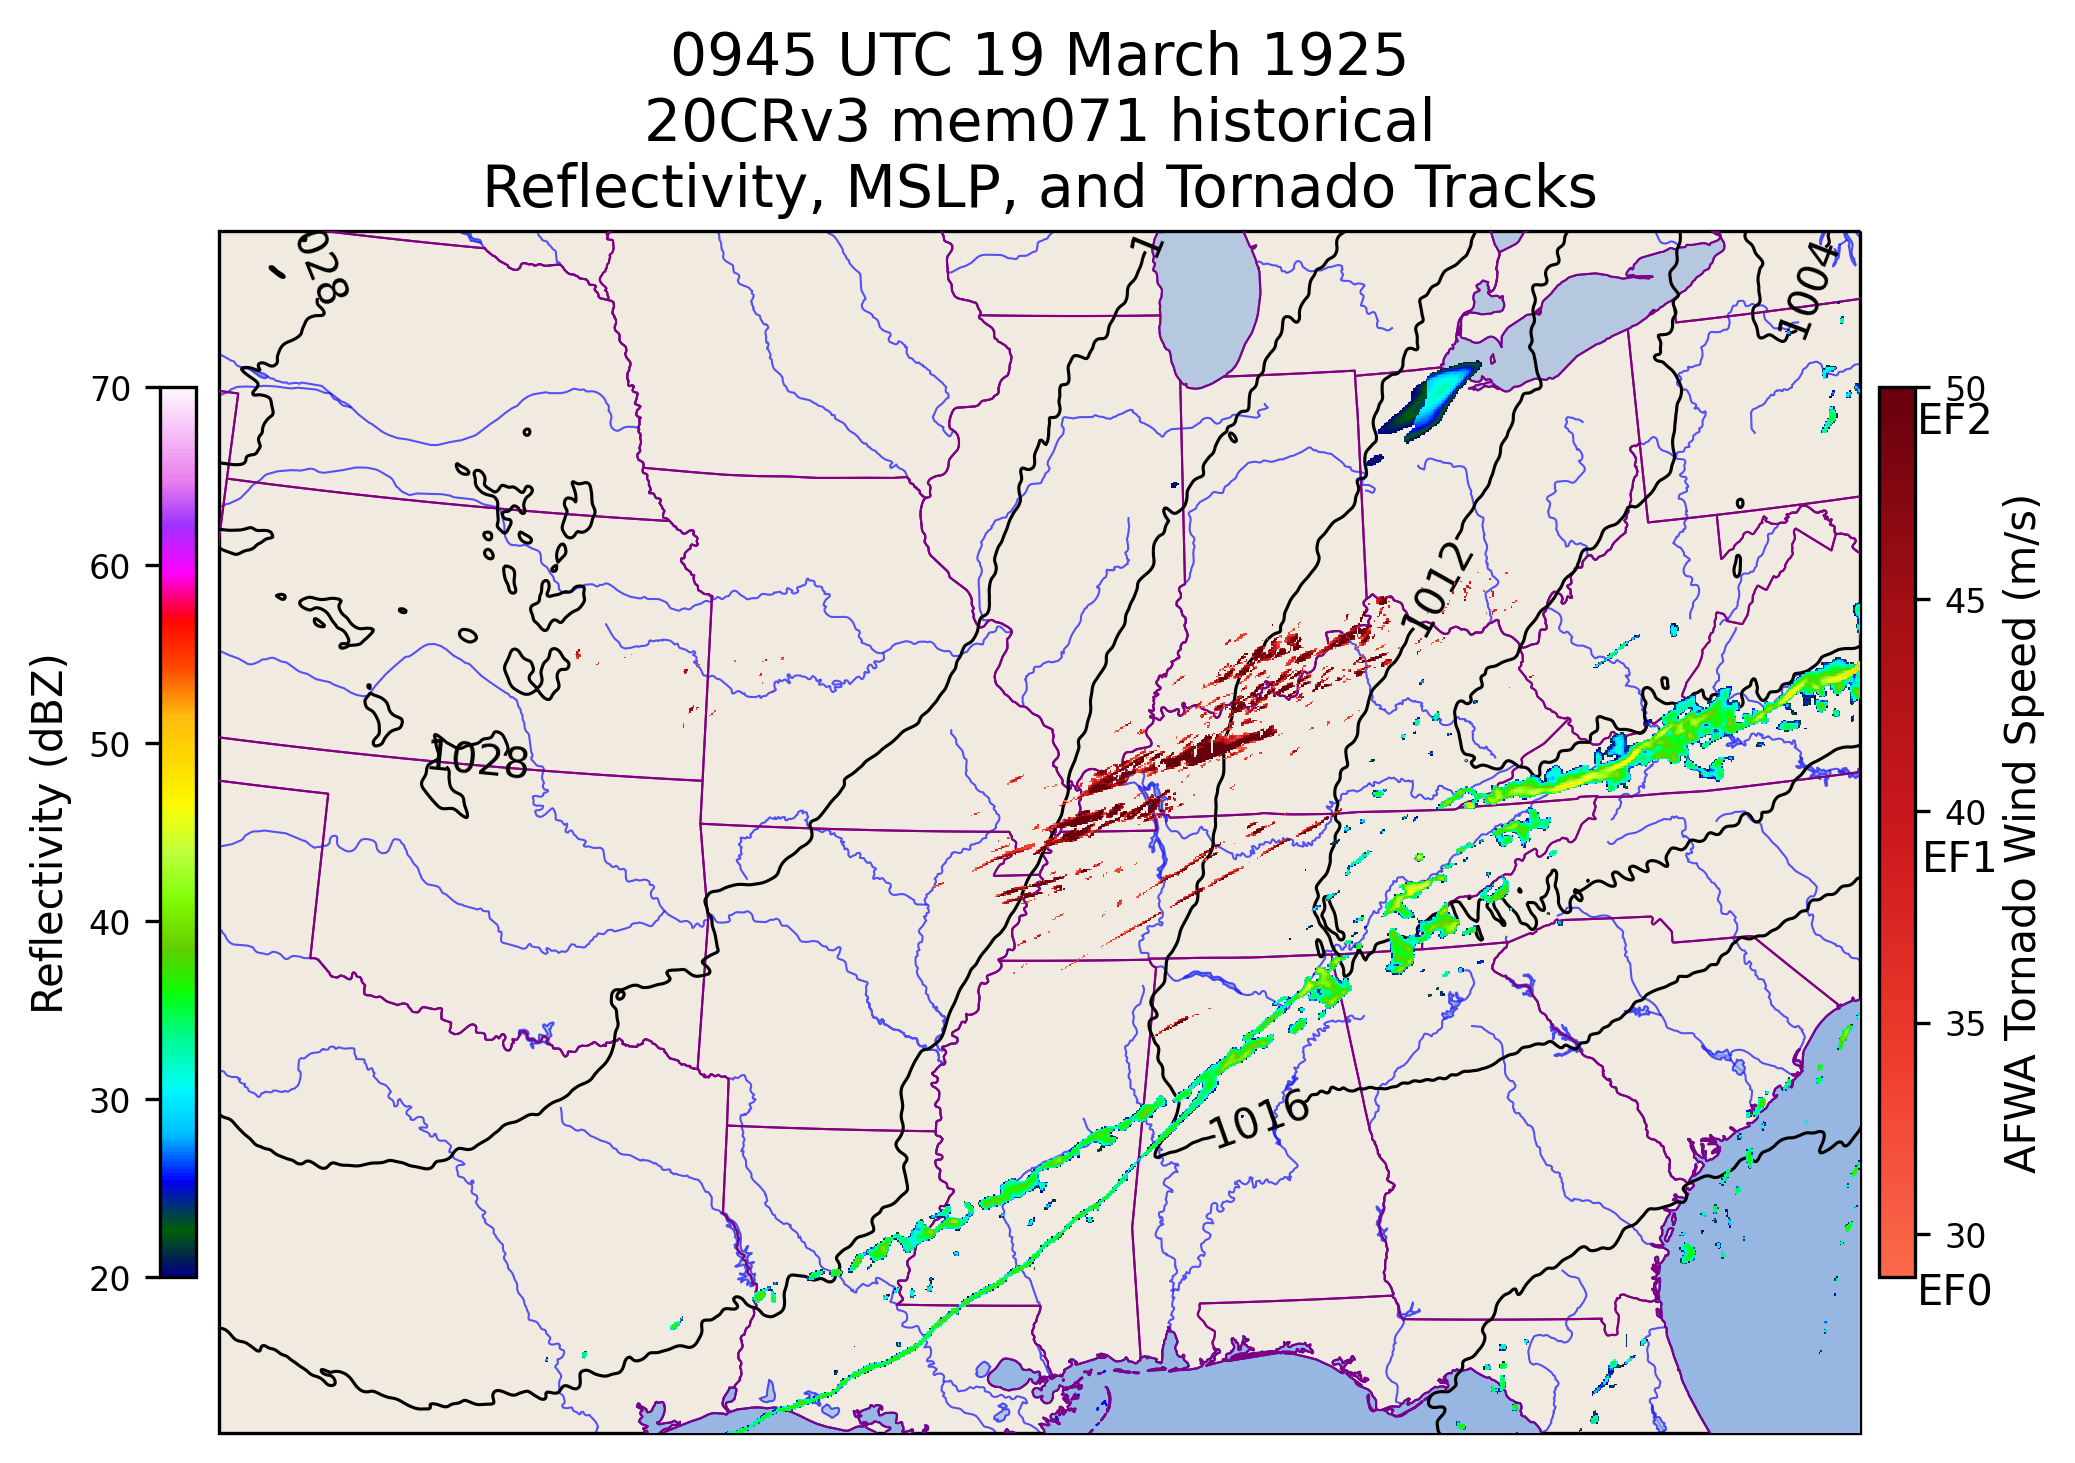 0945 UTC 19 March 1925
20CRv3 mem071 historical
Reflectivity, MSLP, and Tornado Tracks
028
1
1004
1012
1028
1016
Reflectivity (dBZ)
70
60
50
40
30
20
50
EF2
45
40
EF1
35
30
EF0
AFWA Tornado Wind Speed (m/s)